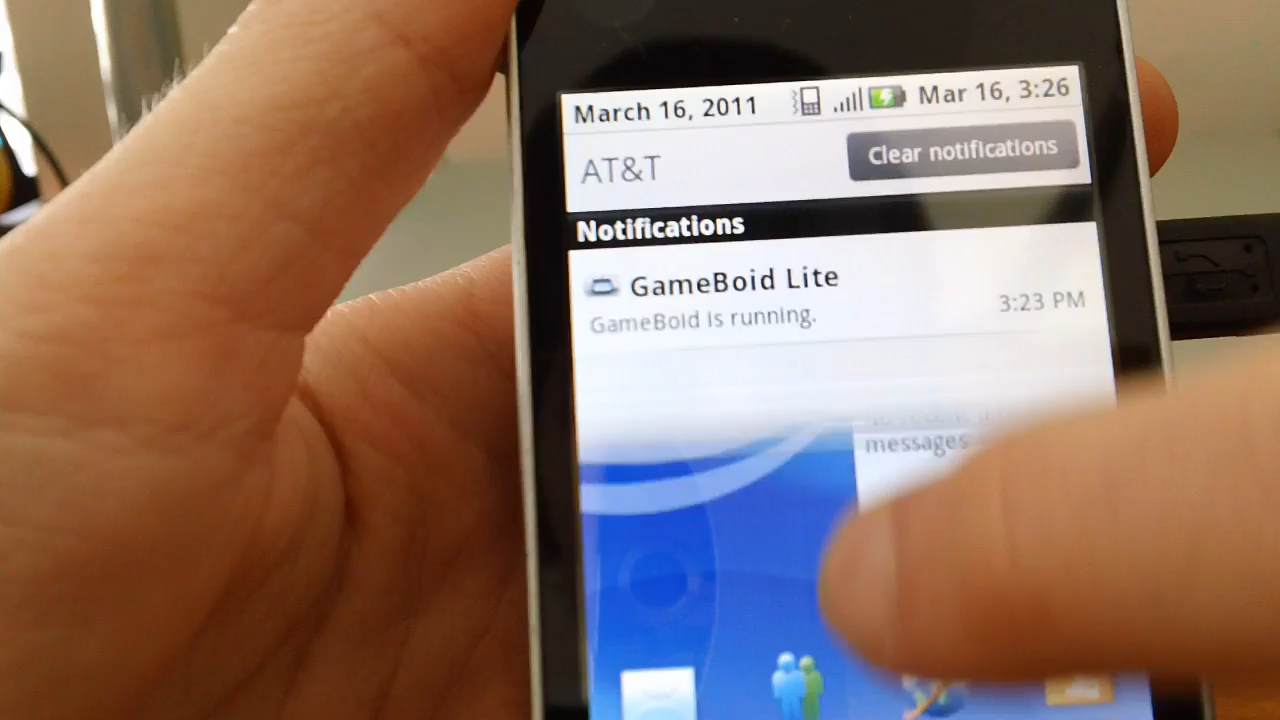 March 16, 2011 Mar 16, 3:26
AT&T Clear notifications
Notifications
GameBoid Lite
GameBoid is running. 3:23 PM
messages